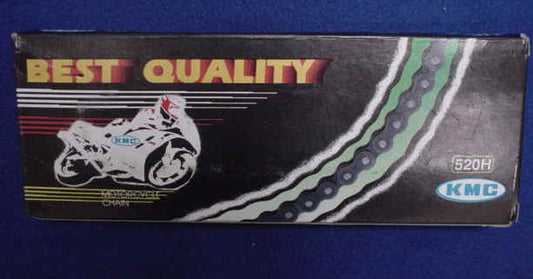 BEST QUALITY
KMC
MOTORCYCLE
CHAIN
520H
KMC